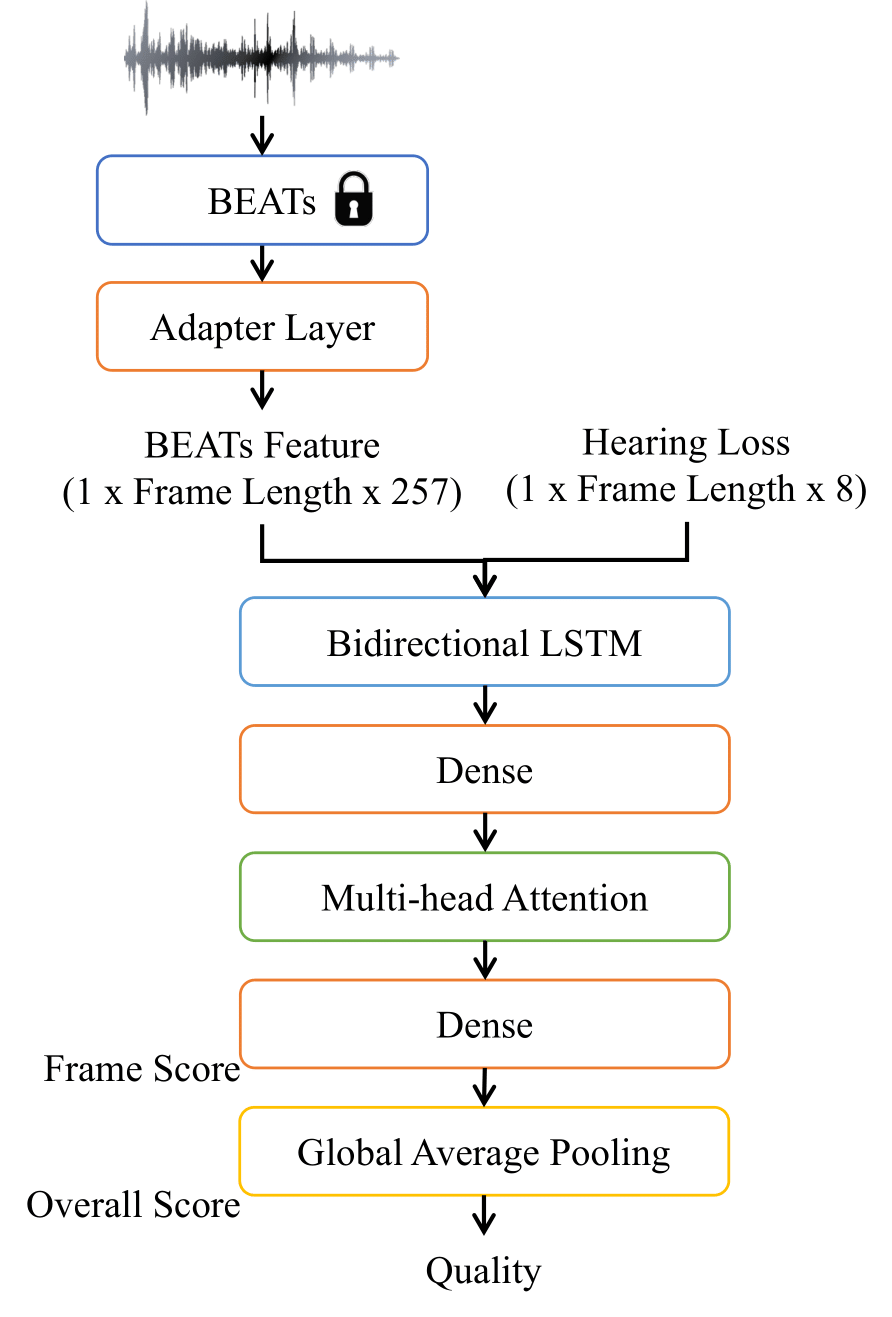 BEATs
Adapter Layer
BEATs Feature
(1 x Frame Length x 257)
Hearing Loss
(1 x Frame Length x 8)
Bidirectional LSTM
Dense
Multi-head Attention
Dense
Frame Score
Global Average Pooling
Overall Score
Quality